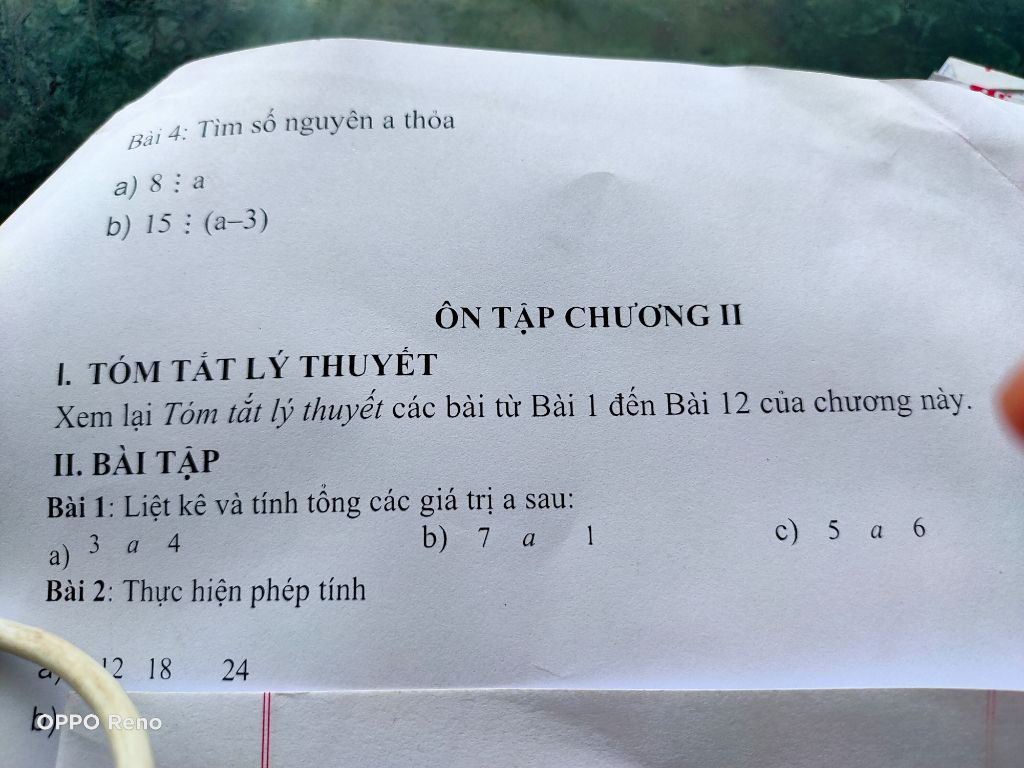 Bài 4: Tìm số nguyên a thỏa
a) 8 ⋮ a
b) 15 ⋮ (a–3)
ÔN TẬP CHƯƠNG II
I. TÓM TẮT LÝ THUYẾT
Xem lại Tóm tắt lý thuyết các bài từ Bài 1 đến Bài 12 của chương này.
II. BÀI TẬP
Bài 1: Liệt kê và tính tổng các giá trị a sau:
a) 3 a 4 b) 7 a 1 c) 5 a 6
Bài 2: Thực hiện phép tính
a) 12 18 24
b)
OPPO Reno